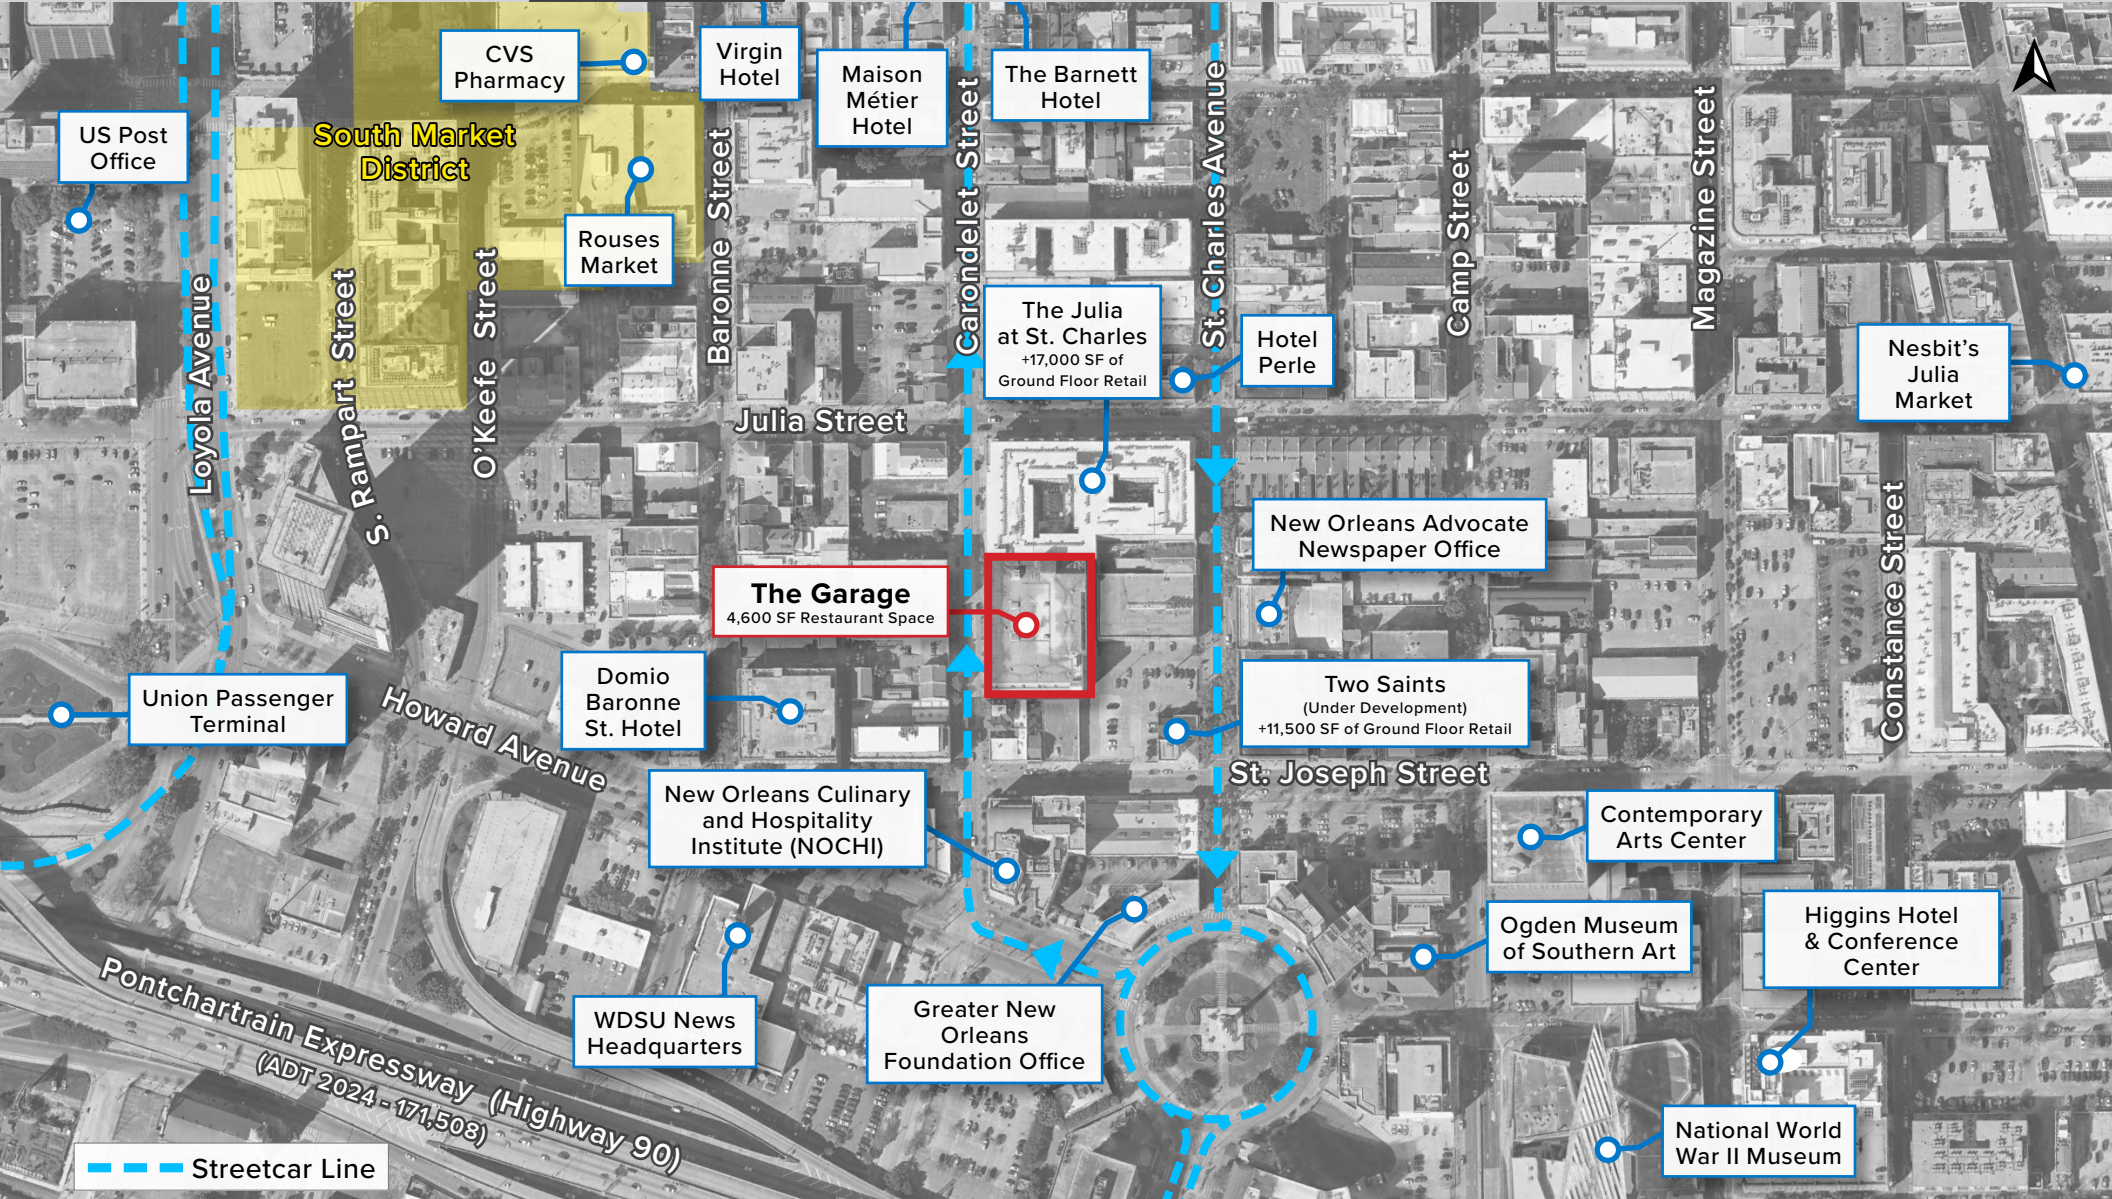 CVS
Pharmacy
Virgin
Hotel
Maison
Métier
Hotel
The Barnett
Hotel
US Post
Office
South Market
District
Rouses
Market
Loyola Avenue
S. Rampart Street
O'Keefe Street
Baronne Street
Carondelet Street
St. Charles Avenue
Camp Street
Magazine Street
Constance Street
The Julia
at St. Charles
+17,000 SF of
Ground Floor Retail
Hotel
Perle
Nesbit's
Julia
Market
Julia Street
New Orleans Advocate
Newspaper Office
The Garage
4,600 SF Restaurant Space
Domio
Baronne
St. Hotel
Two Saints
(Under Development)
+11,500 SF of Ground Floor Retail
Union Passenger
Terminal
Howard Avenue
St. Joseph Street
New Orleans Culinary
and Hospitality
Institute (NOCHI)
Contemporary
Arts Center
Ogden Museum
of Southern Art
Higgins Hotel
& Conference
Center
WDSU News
Headquarters
Greater New
Orleans
Foundation Office
Pontchartrain Expressway (Highway 90)
(ADT 2024 - 171,508)
National World
War II Museum
Streetcar Line